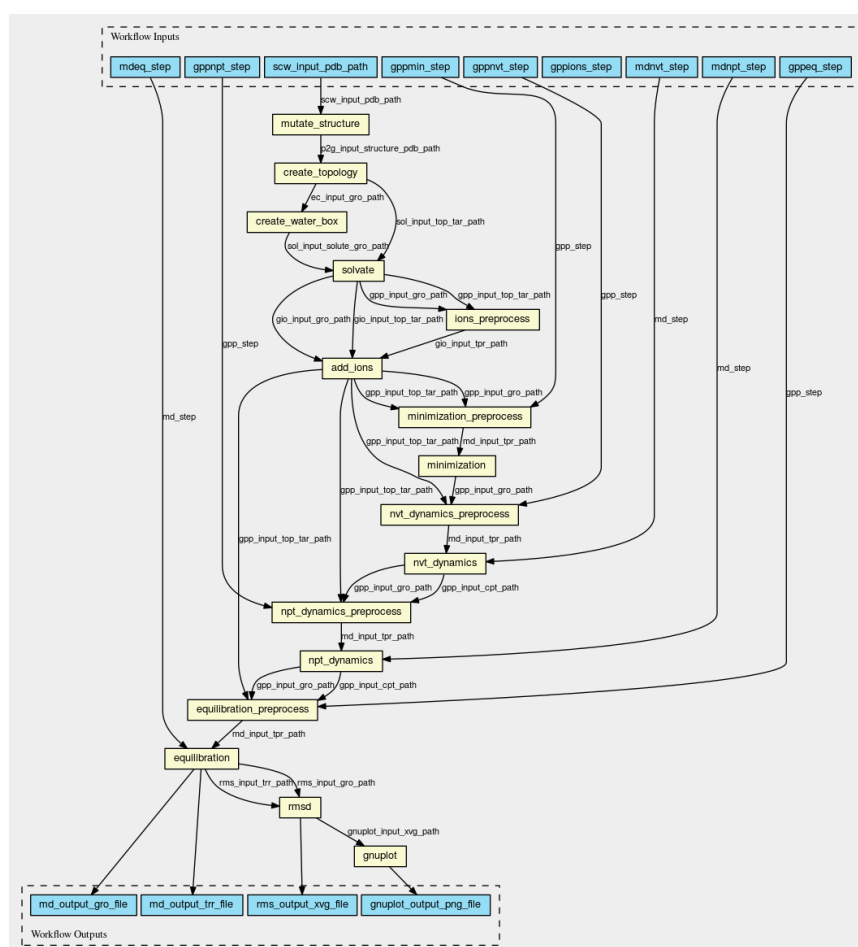 Workflow Inputs
mdeq_step gppnpt_step scw_input_pdb_path gppmin_step gppnvt_step gppions_step mdnvt_step mdnpt_step gppeq_step
scw_input_pdb_path
mutate_structure
p2g_input_structure_pdb_path
create_topology
ec_input_gro_path
create_water_box sol_input_top_tar_path
sol_input_solute_gro_path gpp_step
solvate
gpp_input_gro_path gpp_input_top_tar_path gpp_step
gio_input_gro_path gio_input_top_tar_path ions_preprocess md_step
gpp_step gio_input_tpr_path
add_ions md_step
md_step gpp_input_top_tar_path gpp_input_gro_path gpp_step
minimization_preprocess
gpp_input_top_tar_path md_input_tpr_path
minimization
gpp_input_top_tar_path gpp_input_gro_path
nvt_dynamics_preprocess
gpp_input_top_tar_path md_input_tpr_path
nvt_dynamics
gpp_input_gro_path gpp_input_cpt_path
npt_dynamics_preprocess
md_input_tpr_path
npt_dynamics
gpp_input_gro_path gpp_input_cpt_path
equilibration_preprocess
md_input_tpr_path
equilibration
rms_input_trr_path rms_input_gro_path
rmsd
gnuplot_input_xvg_path
gnuplot
md_output_gro_file md_output_trr_file rms_output_xvg_file gnuplot_output_png_file
Workflow Outputs